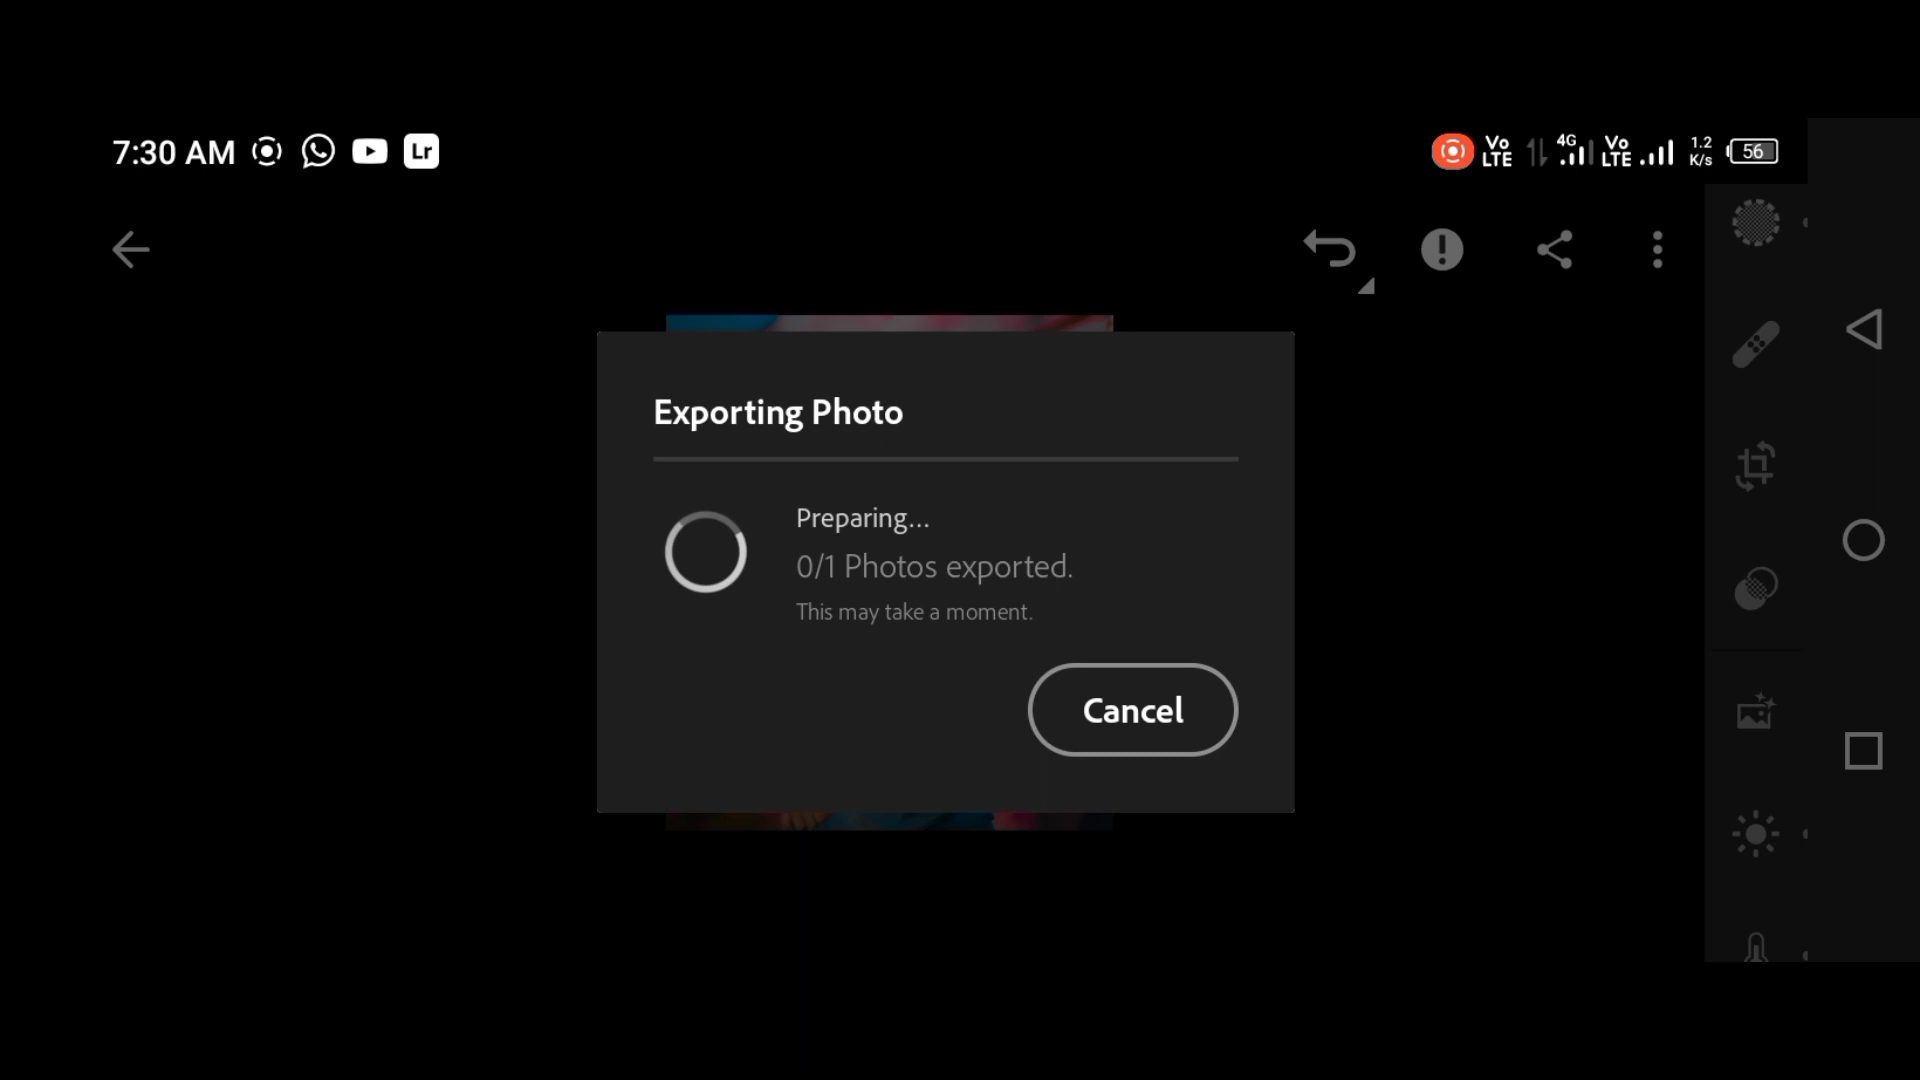 7:30 AM Lr Vo LTE 4G Vo LTE 1.2 K/s 56
Exporting Photo
Preparing...
0/1 Photos exported.
This may take a moment.
Cancel